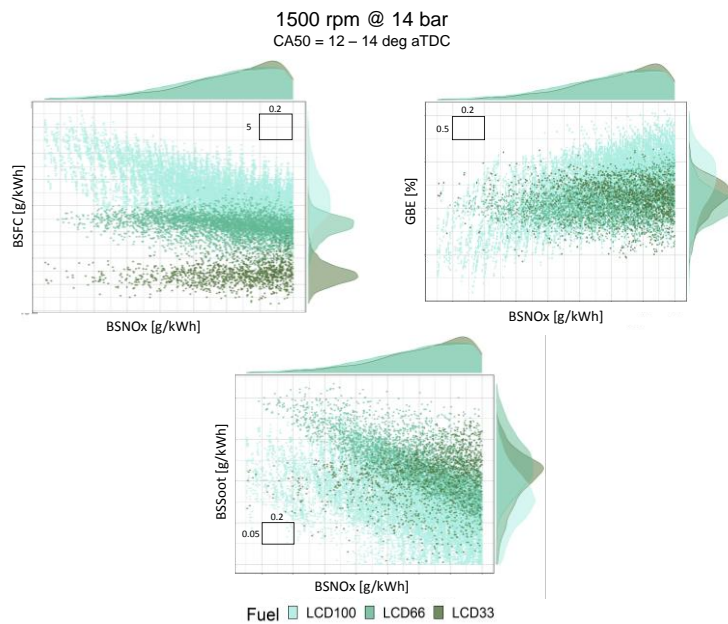 1500 rpm @ 14 bar
CA50 = 12 – 14 deg aTDC
BSFC [g/kWh]
0.2
5
BSNOx [g/kWh]
GBE [%]
0.2
0.5
BSNOx [g/kWh]
BSSoot [g/kWh]
0.2
0.05
BSNOx [g/kWh]
Fuel LCD100 LCD66 LCD33